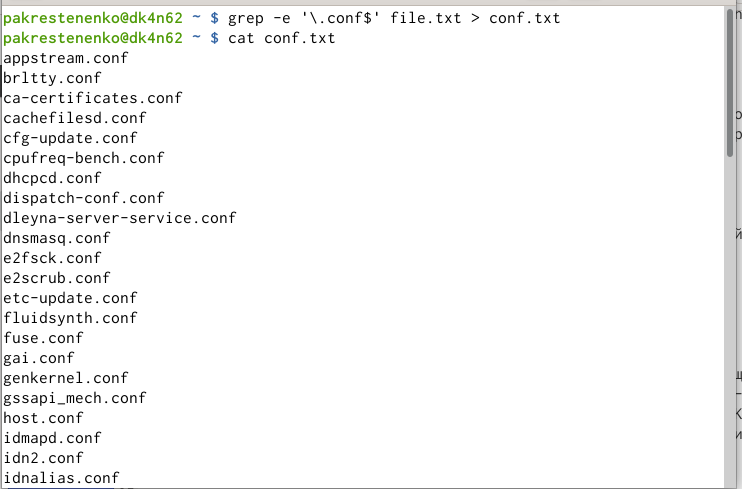 pakrestenenko@dk4n62 ~ $ grep -e '\.conf$' file.txt > conf.txt
pakrestenenko@dk4n62 ~ $ cat conf.txt
appstream.conf
brltty.conf
ca-certificates.conf
cachefilesd.conf
cfg-update.conf
cpufreq-bench.conf
dhcpcd.conf
dispatch-conf.conf
dleyna-server-service.conf
dnsmasq.conf
e2fsck.conf
e2scrub.conf
etc-update.conf
fluidsynth.conf
fuse.conf
gai.conf
genkernel.conf
gssapi_mech.conf
host.conf
idmapd.conf
idn2.conf
idnalias.conf